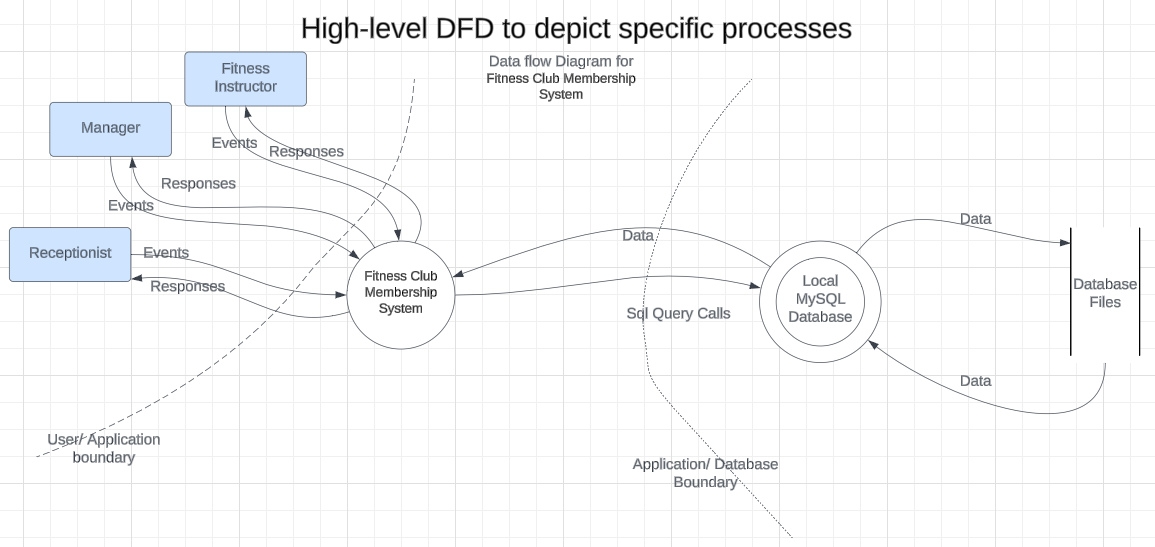 High-level DFD to depict specific processes
Data flow Diagram for
Fitness Club Membership
System
Fitness
Instructor
Manager
Events
Responses
Responses
Events
Receptionist
Events
Responses
Fitness Club
Membership
System
Data
Sql Query Calls
Local
MySQL
Database
Data
Database
Files
Data
User/ Application
boundary
Application/ Database
Boundary